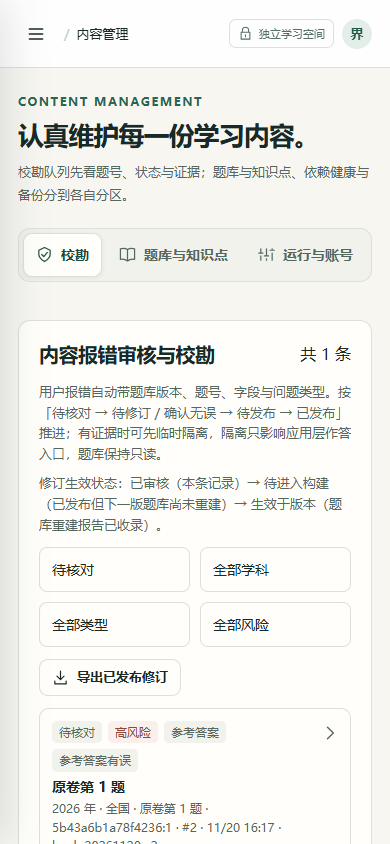 / 内容管理
独立学习空间
界
CONTENT MANAGEMENT
认真维护每一份学习内容。
校勘队列先看题号、状态与证据；题库与知识点、依赖健康与
备份分到各自分区。
校勘
题库与知识点
运行与账号
内容报错审核与校勘
共 1 条
用户报错自动带题库版本、题号、字段与问题类型。按
「待核对 → 待修订 / 确认无误 → 待发布 → 已发布」
推进；有证据时可先临时隔离，隔离只影响应用层作答
入口，题库保持只读。
修订生效状态：已审核（本条记录）→ 待进入构建
（已发布但下一版题库尚未重建）→ 生效于版本（题
库重建报告已收录）。
待核对
全部学科
全部类型
全部风险
导出已发布修订
待核对
高风险
参考答案
参考答案有误
原卷第 1 题
2026 年 · 全国 · 原卷第 1 题 ·
5b43a6b1a78f4236:1 · #2 · 11/20 16:17 ·